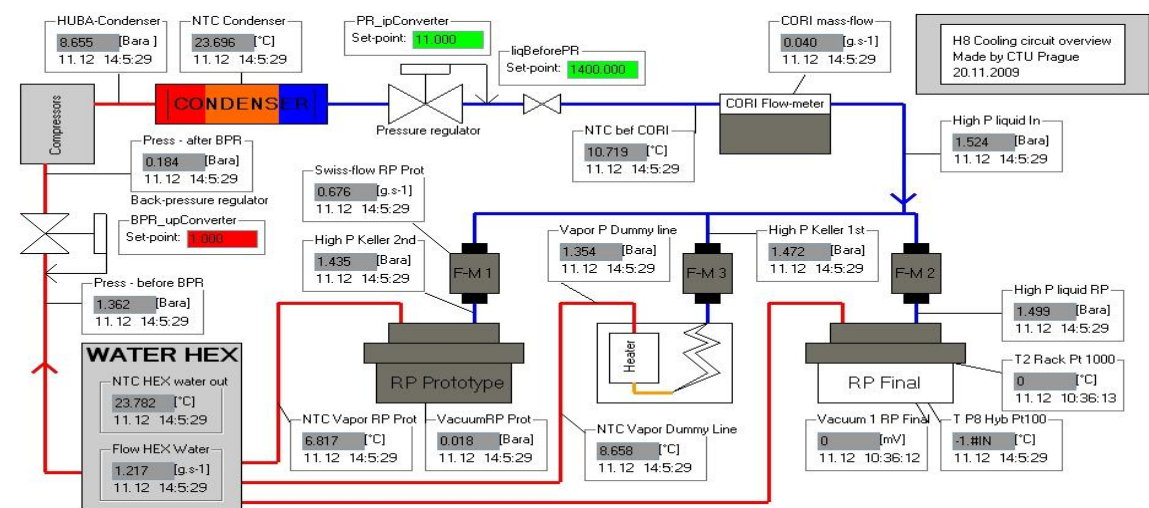 HUBA-Condenser
8.655 [Bara ]
11. 12 14:5:29
NTC Condenser
23.696 [°C]
11. 12 14:5:29
PR_ipConverter
Set-point: 11.000
liqBeforePR
Set-point: 1400.000
CORI mass-flow
0.040 [g.s-1]
11. 12 14:5:29
H8 Cooling circuit overview
Made by CTU Prague
20.11.2009
Compressors
CONDENSER
Pressure regulator
CORI Flow-meter
NTC bef CORI
10.719 [°C]
11. 12 14:5:29
High P liquid In
1.524 [Bara]
11. 12 14:5:29
Press - after BPR
0.184 [Bara]
11. 12 14:5:29
Back-pressure regulator
BPR_upConverter
Set-point: 1.000
Swiss-flow RP Prot
0.676 [g.s-1]
11. 12 14:5:29
High P Keller 2nd
1.435 [Bara]
11. 12 14:5:29
F-M 1
Vapor P Dummy line
1.354 [Bara]
11. 12 14:5:29
F-M 3
High P Keller 1st
1.472 [Bara]
11. 12 14:5:29
F-M 2
Press - before BPR
1.362 [Bara]
11. 12 14:5:29
High P liquid RP
1.499 [Bara]
11. 12 14:5:29
WATER HEX
NTC HEX water out
23.782 [°C]
11. 12 14:5:29
Flow HEX Water
1.217 [g.s-1]
11. 12 14:5:29
RP Prototype
Heater
RP Final
T2 Rack Pt 1000
0 [°C]
11. 12 10:36:13
NTC Vapor RP Prot
6.817 [°C]
11. 12 14:5:29
VacuumRP Prot
0.018 [Bara]
11. 12 14:5:29
NTC Vapor Dummy Line
8.658 [°C]
11. 12 14:5:29
Vacuum 1 RP Final
0 [mV]
11. 12 10:36:12
T P8 Hyb Pt100
-1.#IN [°C]
11. 12 14:5:29